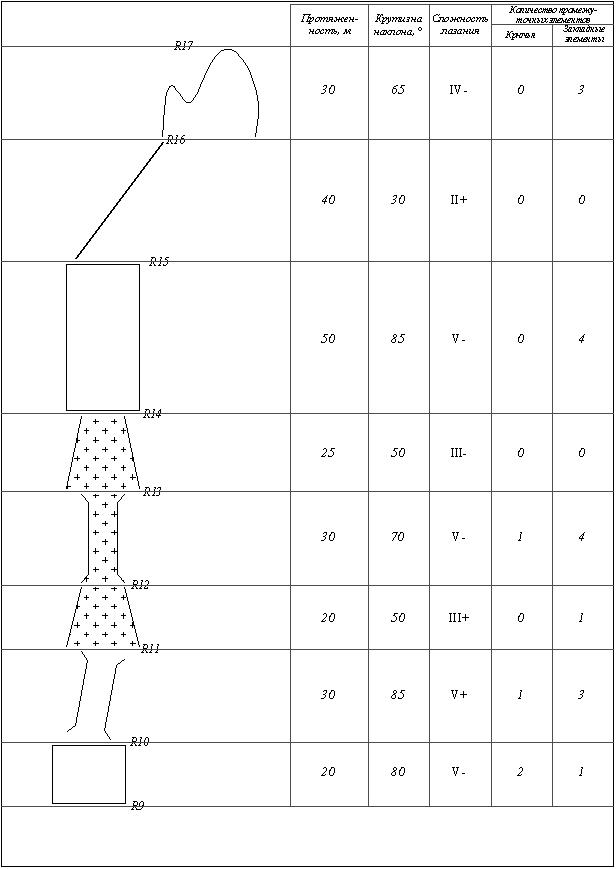 Протяжен-
ность, м
Крутизна
наклона, °
Сложность
лазания
Количество промежу-
точных элементов
Крючья
Закладные
элементы
R17
30 65 IV- 0 3
R16
40 30 II+ 0 0
R15
50 85 V- 0 4
R14
25 50 III- 0 0
R13
30 70 V- 1 4
R12
20 50 III+ 0 1
R11
30 85 V+ 1 3
R10
20 80 V- 2 1
R9